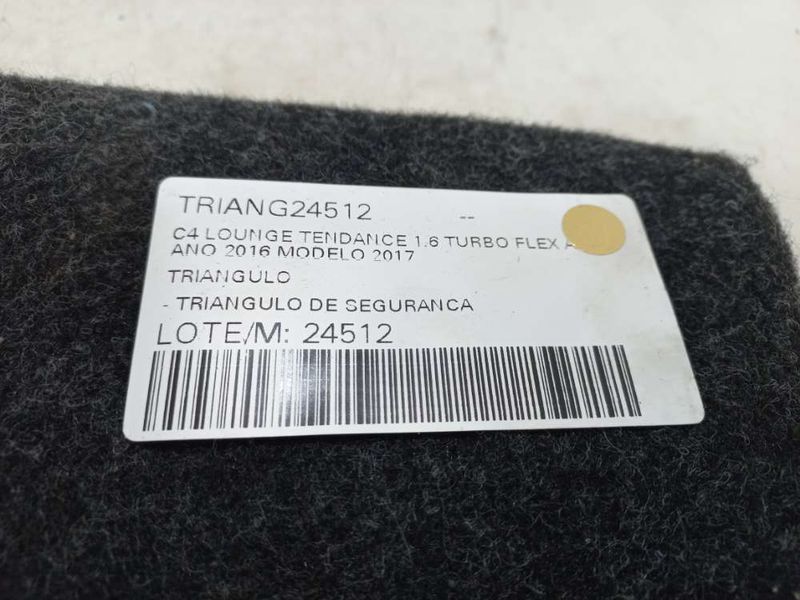 TRIANG24512 --
C4 LOUNGE TENDANCE 1.6 TURBO FLEX
ANO 2016 MODELO 2017
TRIANGULO
- TRIANGULO DE SEGURANCA
LOTE/M: 24512